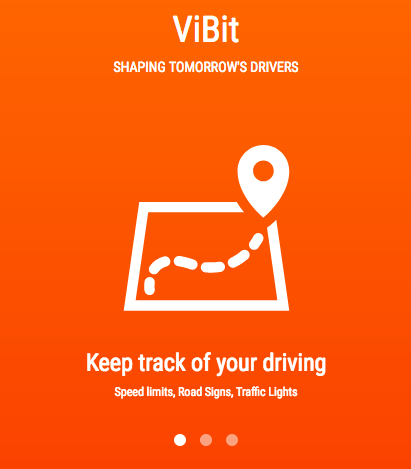 ViBit
SHAPING TOMORROW'S DRIVERS
Keep track of your driving
Speed limits, Road Signs, Traffic Lights